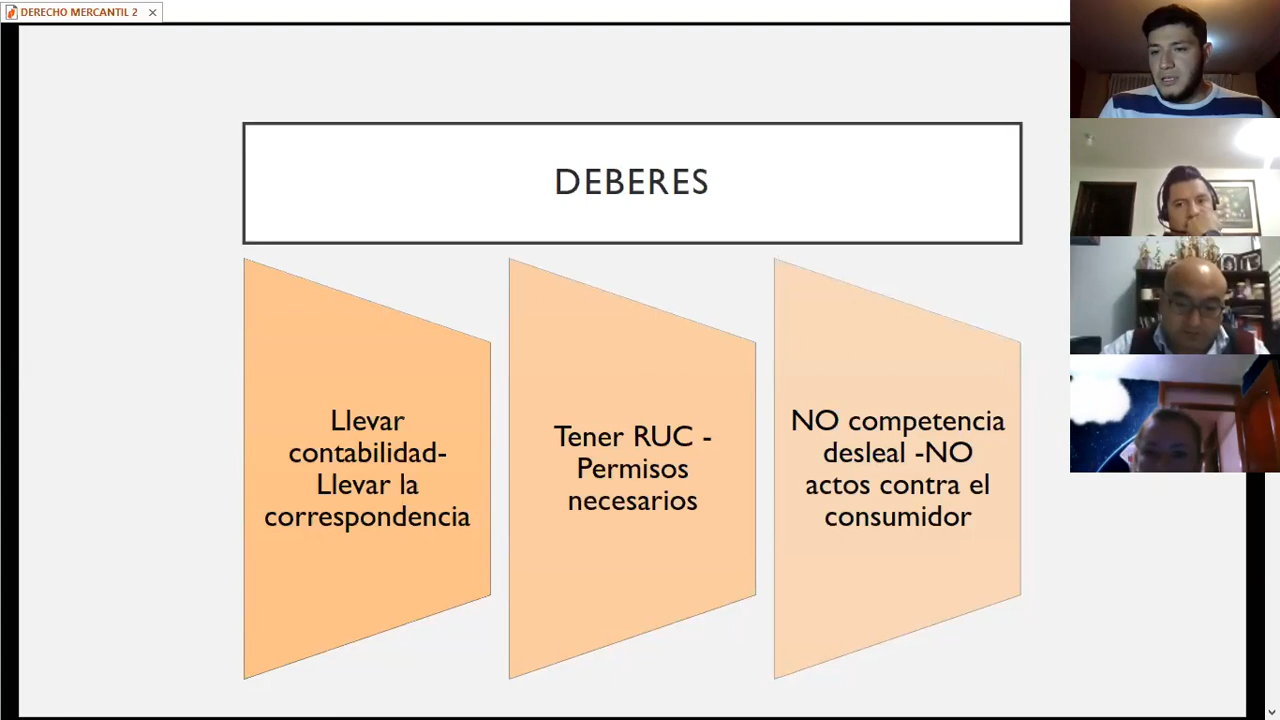 DERECHO MERCANTIL 2
DEBERES
Llevar
contabilidad-
Llevar la
correspondencia
Tener RUC -
Permisos
necesarios
NO competencia
desleal -NO
actos contra el
consumidor